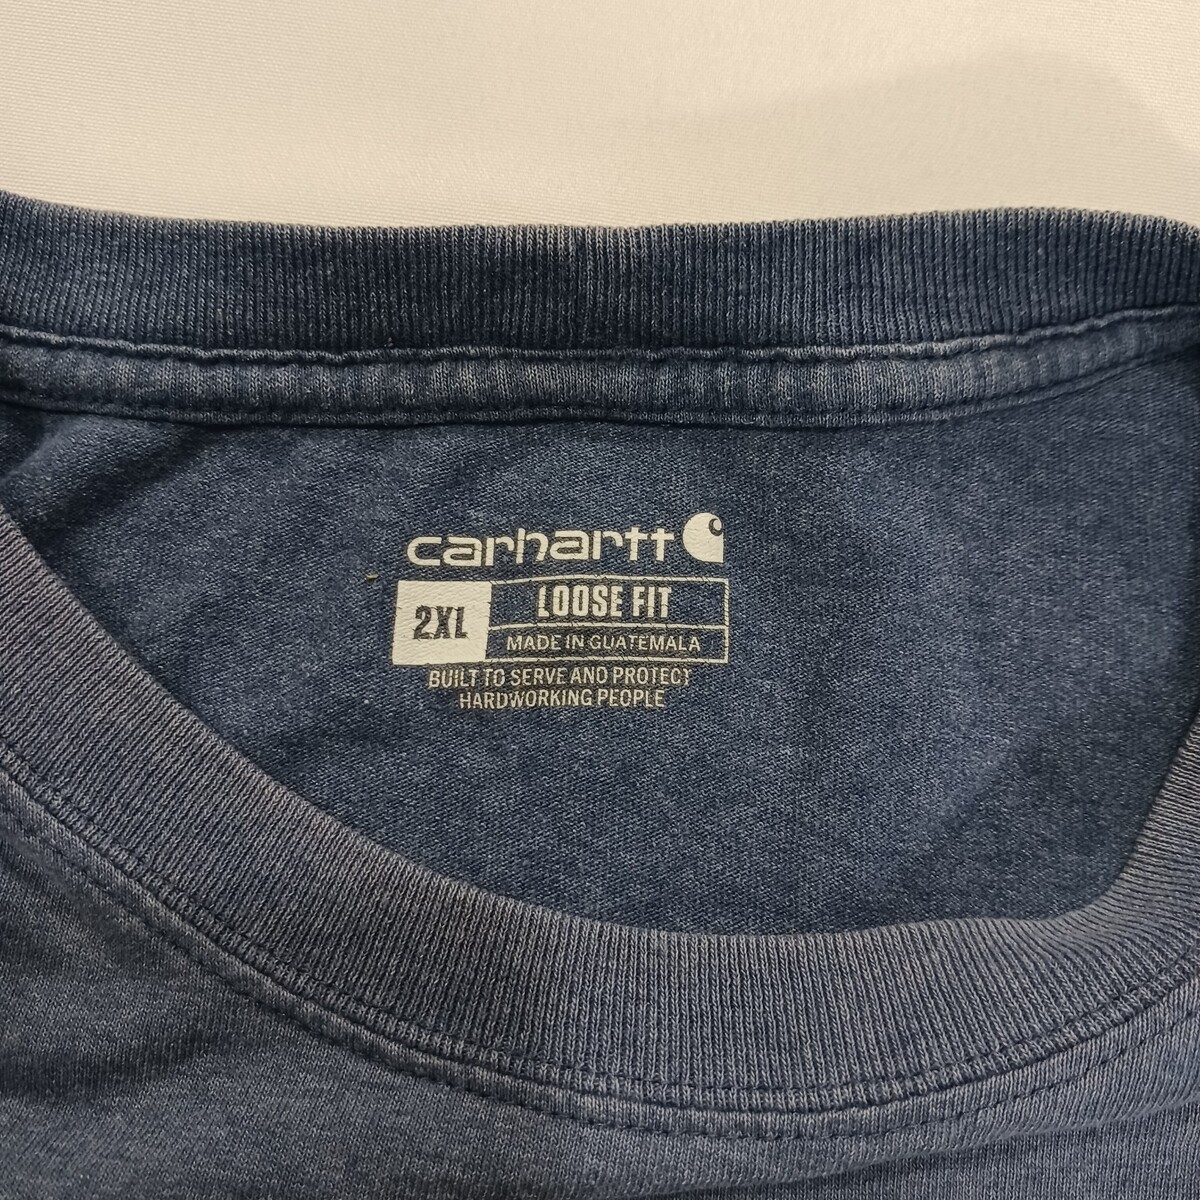 carhartt
2XL
LOOSE FIT
MADE IN GUATEMALA
BUILT TO SERVE AND PROTECT
HARDWORKING PEOPLE